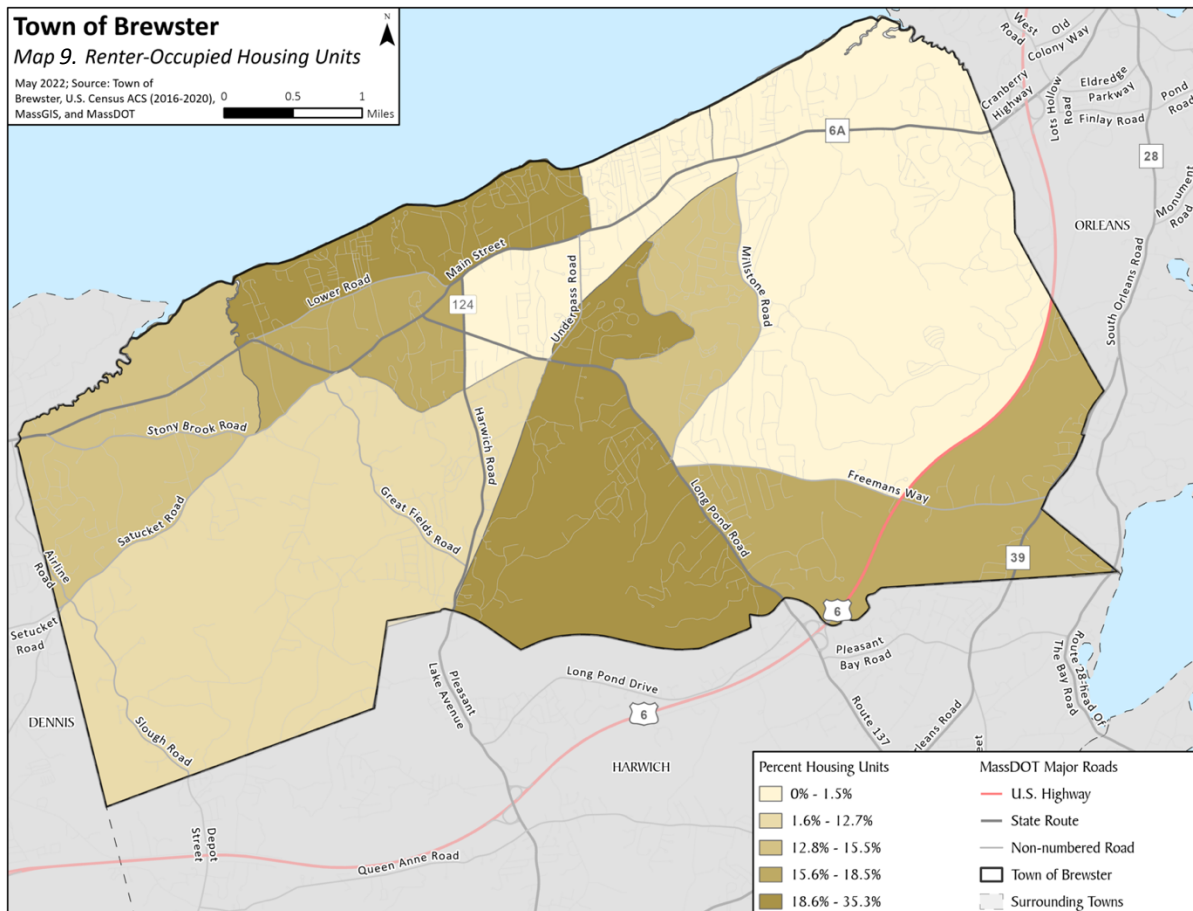 Town of Brewster
Map 9. Renter-Occupied Housing Units
May 2022; Source: Town of
Brewster, U.S. Census ACS (2016-2020),
MassGIS, and MassDOT
0 0.5 1
Miles
N
West
Road
Old
Colony Way
Cranberry
Highway
Lots Hollow
Road
Eldredge
Parkway
Pond
Road
Finlay Road
6A
28
Monument
Road
ORLEANS
South Orleans Road
Main Street
Lower Road
124
Underpass Road
Millstone Road
Stony Brook Road
Satucket Road
Harwich Road
Great Fields Road
Long Pond Road
Freemans Way
Airline
Road
39
6
Setucket
Road
Pleasant
Bay Road
Route 28-head Of
The Bay Road
Pleasant
Lake Avenue
Long Pond Drive
6
DENNIS
Slough Road
Route 137
rleans Road
eet
HARWICH
Depot
Street
Queen Anne Road
Percent Housing Units
0% - 1.5%
1.6% - 12.7%
12.8% - 15.5%
15.6% - 18.5%
18.6% - 35.3%
MassDOT Major Roads
U.S. Highway
State Route
Non-numbered Road
Town of Brewster
Surrounding Towns